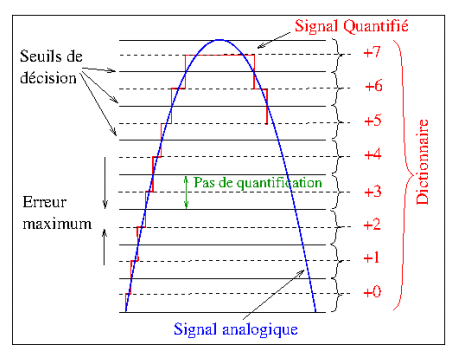 Signal Quantifié
Seuils de
décision
+7
+6
+5
+4
Pas de quantification
+3
Erreur
maximum
+2
+1
+0
Dictionnaire
Signal analogique